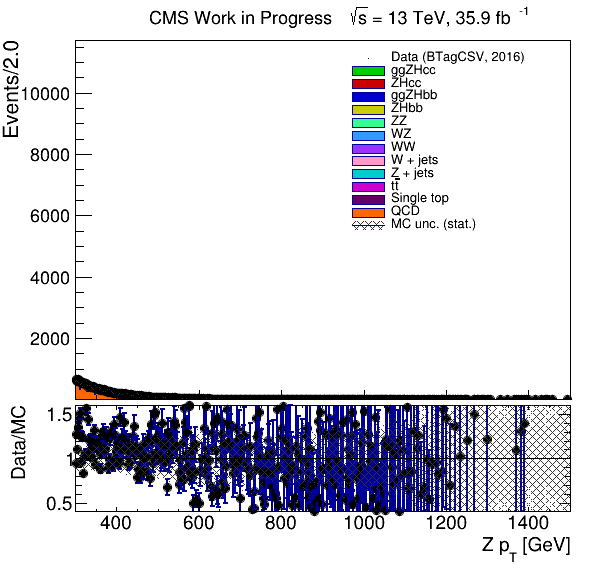 CMS Work in Progress √s = 13 TeV, 35.9 fb⁻¹
Events/2.0
10000
8000
6000
4000
2000
Data (BTagCSV, 2016)
ggZHcc
ZHcc
ggZHbb
ZHbb
ZZ
WZ
WW
W + jets
Z + jets
tt̄
Single top
QCD
MC unc. (stat.)
Data/MC
1.5
1
0.5
400 600 800 1000 1200 1400
Z p_T [GeV]